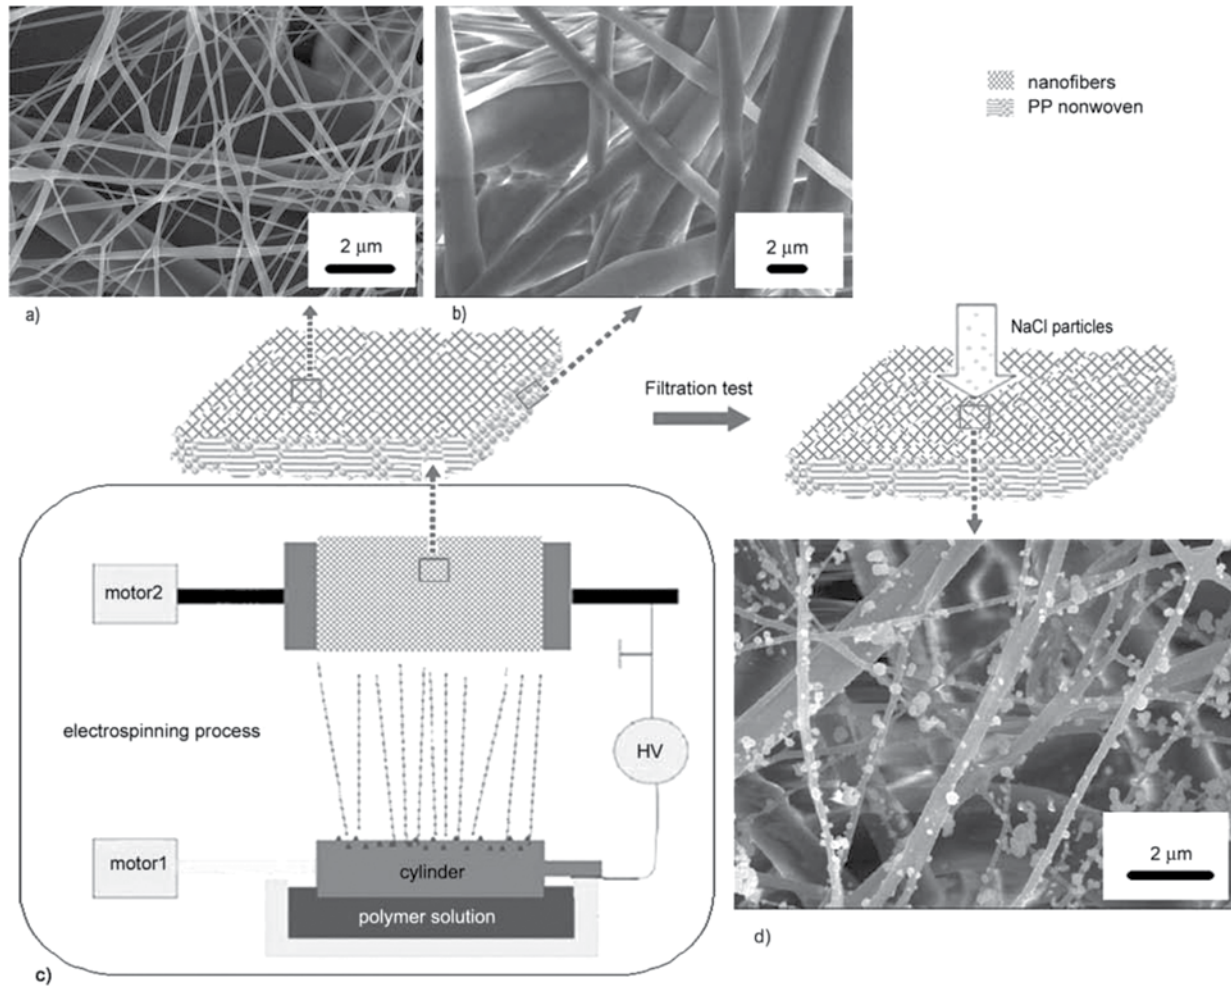 nanofibers
PP nonwoven
2 μm
2 μm
a)
b)
NaCl particles
Filtration test
motor2
electrospinning process
HV
motor1
cylinder
polymer solution
2 μm
c)
d)